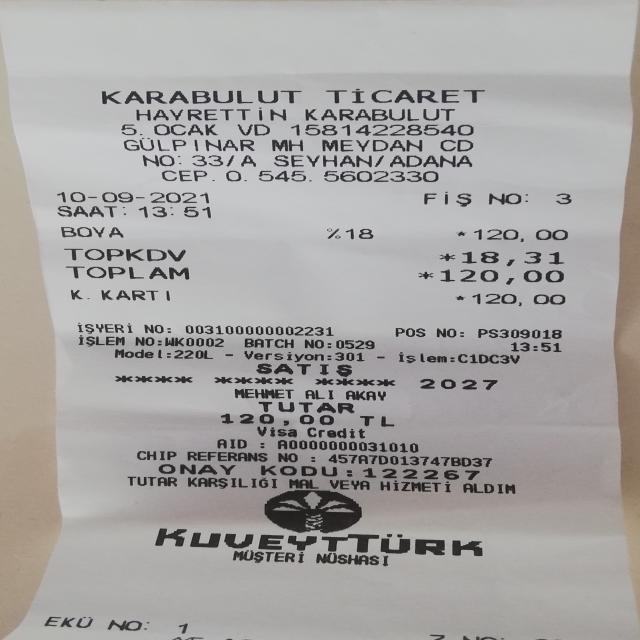 KARABULUT TİCARET
HAYRETTİN KARABULUT
5. OCAK VD 15814228540
GÜLPINAR MH MEYDAN CD
NO: 33/A SEYHAN/ADANA
CEP. 0. 545. 5602330
10-09-2021 FİŞ NO: 3
SAAT: 13:51
BOYA %18 *120,00
TOPKDV *18,31
TOPLAM *120,00
K. KARTI *120,00
İŞYERİ NO: 003100000002231 POS NO: PS309018
İŞLEM NO:WK0002 BATCH NO:0529 13:51
Model:220L - Versiyon:301 - İşlem:C1DC3V
SATIŞ
**** **** **** 2027
MEHMET ALI AKAY
TUTAR
120,00 TL
Visa Credit
AID : A0000000031010
CHIP REFERANS NO : 457A7D013747BD37
ONAY KODU:122267
TUTAR KARŞILIĞI MAL VEYA HİZMETİ ALDIM
KUVEYTTÜRK
MÜŞTERİ NÜSHASI
EKÜ NO: 1